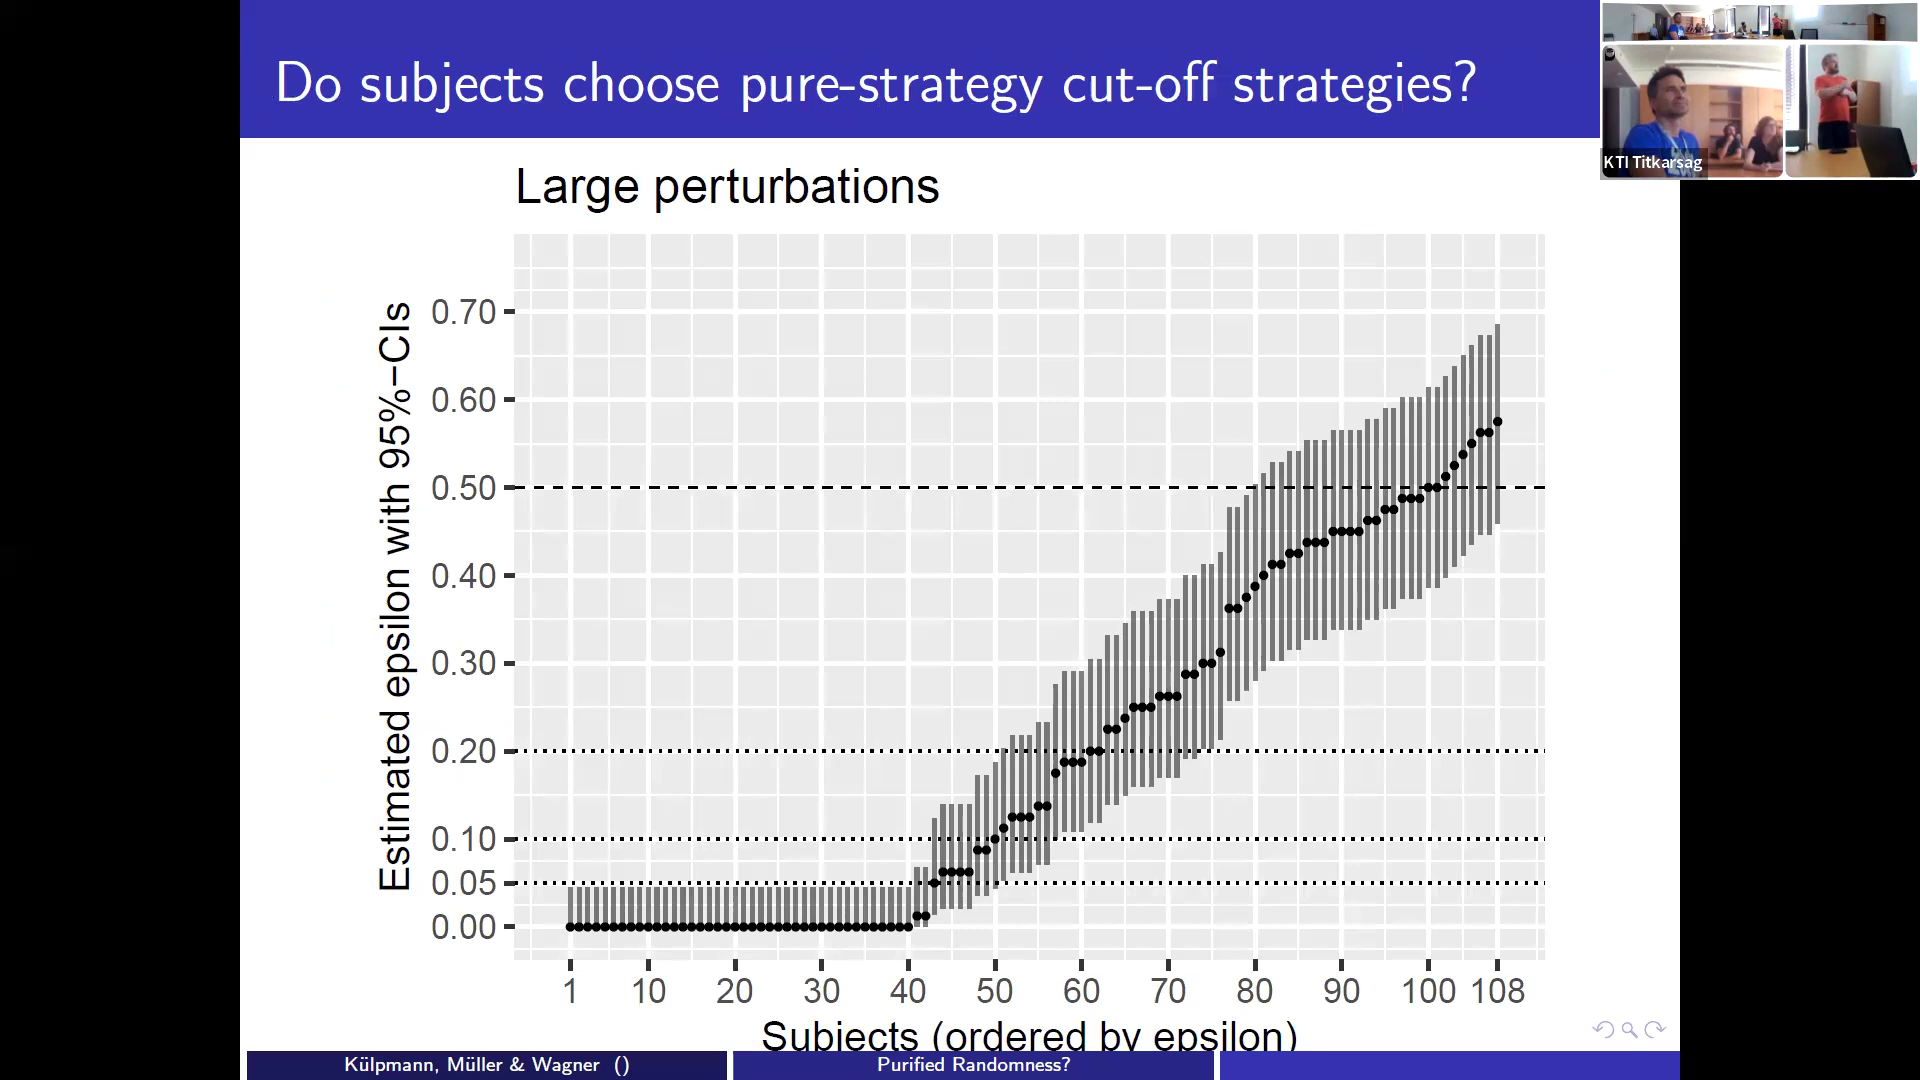 Do subjects choose pure-strategy cut-off strategies?
KTI Titkarsag
Large perturbations
Estimated epsilon with 95%-CIs
0.70
0.60
0.50
0.40
0.30
0.20
0.10
0.05
0.00
1 10 20 30 40 50 60 70 80 90 100 108
Subjects (ordered by epsilon)
Külpmann, Müller & Wagner ()
Purified Randomness?